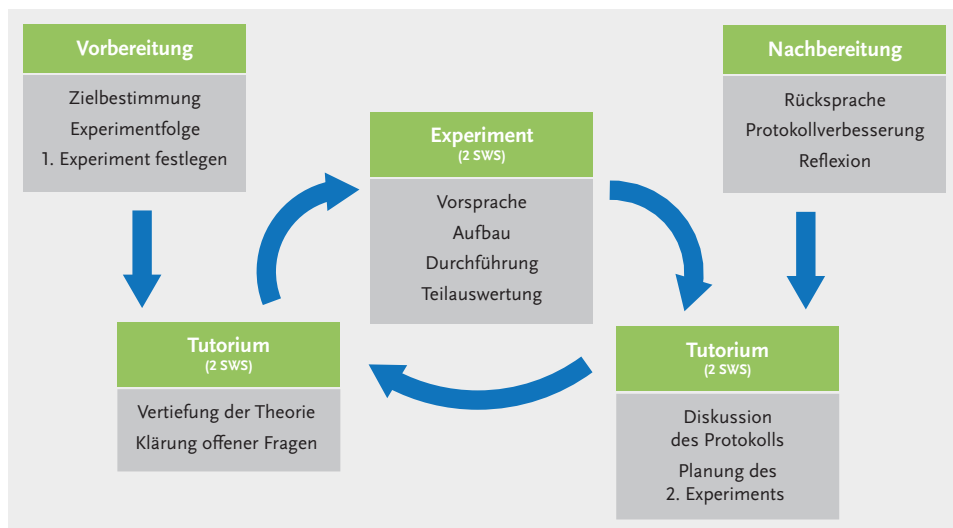 Vorbereitung
Zielbestimmung
Experimentfolge
1. Experiment festlegen
Nachbereitung
Rücksprache
Protokollverbesserung
Reflexion
Experiment
(2 SWS)
Vorsprache
Aufbau
Durchführung
Teilauswertung
Tutorium
(2 SWS)
Vertiefung der Theorie
Klärung offener Fragen
Tutorium
(2 SWS)
Diskussion
des Protokolls
Planung des
2. Experiments